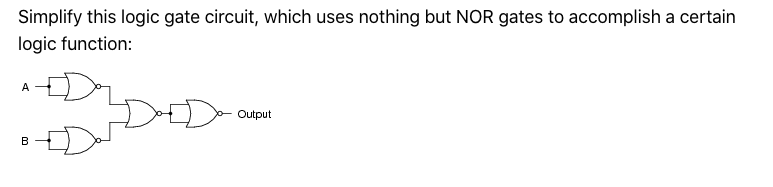 Simplify this logic gate circuit, which uses nothing but NOR gates to accomplish a certain
logic function:
A
Output
B